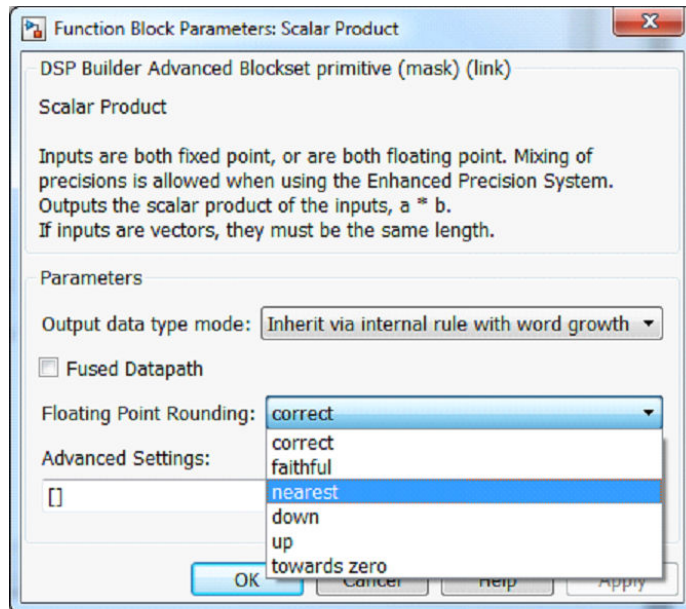 Function Block Parameters: Scalar Product
DSP Builder Advanced Blockset primitive (mask) (link)
Scalar Product
Inputs are both fixed point, or are both floating point. Mixing of
precisions is allowed when using the Enhanced Precision System.
Outputs the scalar product of the inputs, a * b.
If inputs are vectors, they must be the same length.
Parameters
Output data type mode: Inherit via internal rule with word growth
Fused Datapath
Floating Point Rounding: correct
correct
Advanced Settings:
faithful
[]
nearest
down
up
towards zero
OK Cancel Help Apply